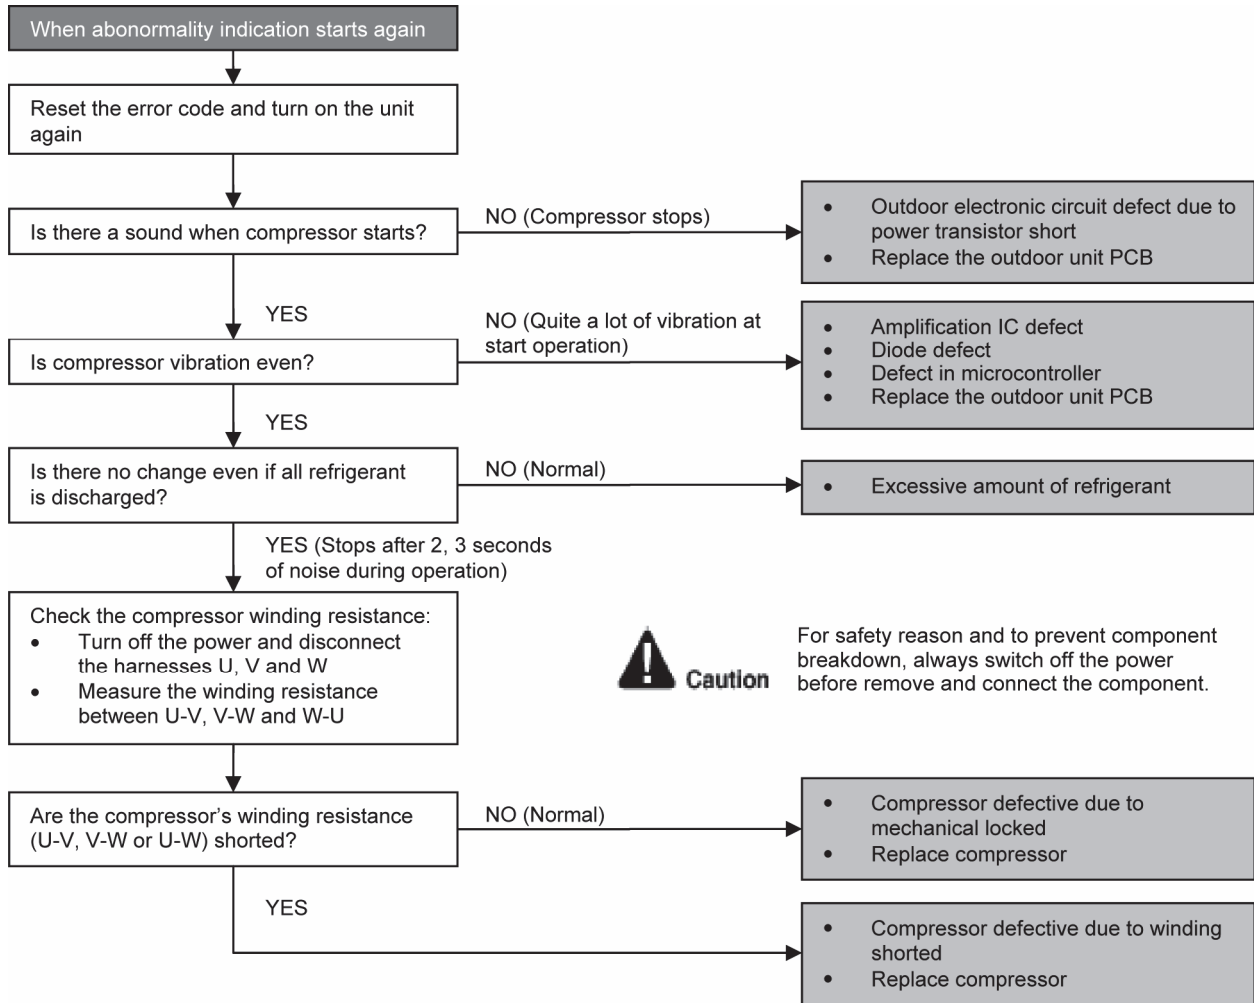 When abonormality indication starts again
Reset the error code and turn on the unit
again
Is there a sound when compressor starts?
NO (Compressor stops)
• Outdoor electronic circuit defect due to
power transistor short
• Replace the outdoor unit PCB
YES
NO (Quite a lot of vibration at
start operation)
Is compressor vibration even?
• Amplification IC defect
• Diode defect
• Defect in microcontroller
• Replace the outdoor unit PCB
YES
Is there no change even if all refrigerant
is discharged?
NO (Normal)
• Excessive amount of refrigerant
YES (Stops after 2, 3 seconds
of noise during operation)
Check the compressor winding resistance:
• Turn off the power and disconnect
the harnesses U, V and W
• Measure the winding resistance
between U-V, V-W and W-U
! Caution
For safety reason and to prevent component
breakdown, always switch off the power
before remove and connect the component.
Are the compressor’s winding resistance
(U-V, V-W or U-W) shorted?
NO (Normal)
• Compressor defective due to
mechanical locked
• Replace compressor
YES
• Compressor defective due to winding
shorted
• Replace compressor